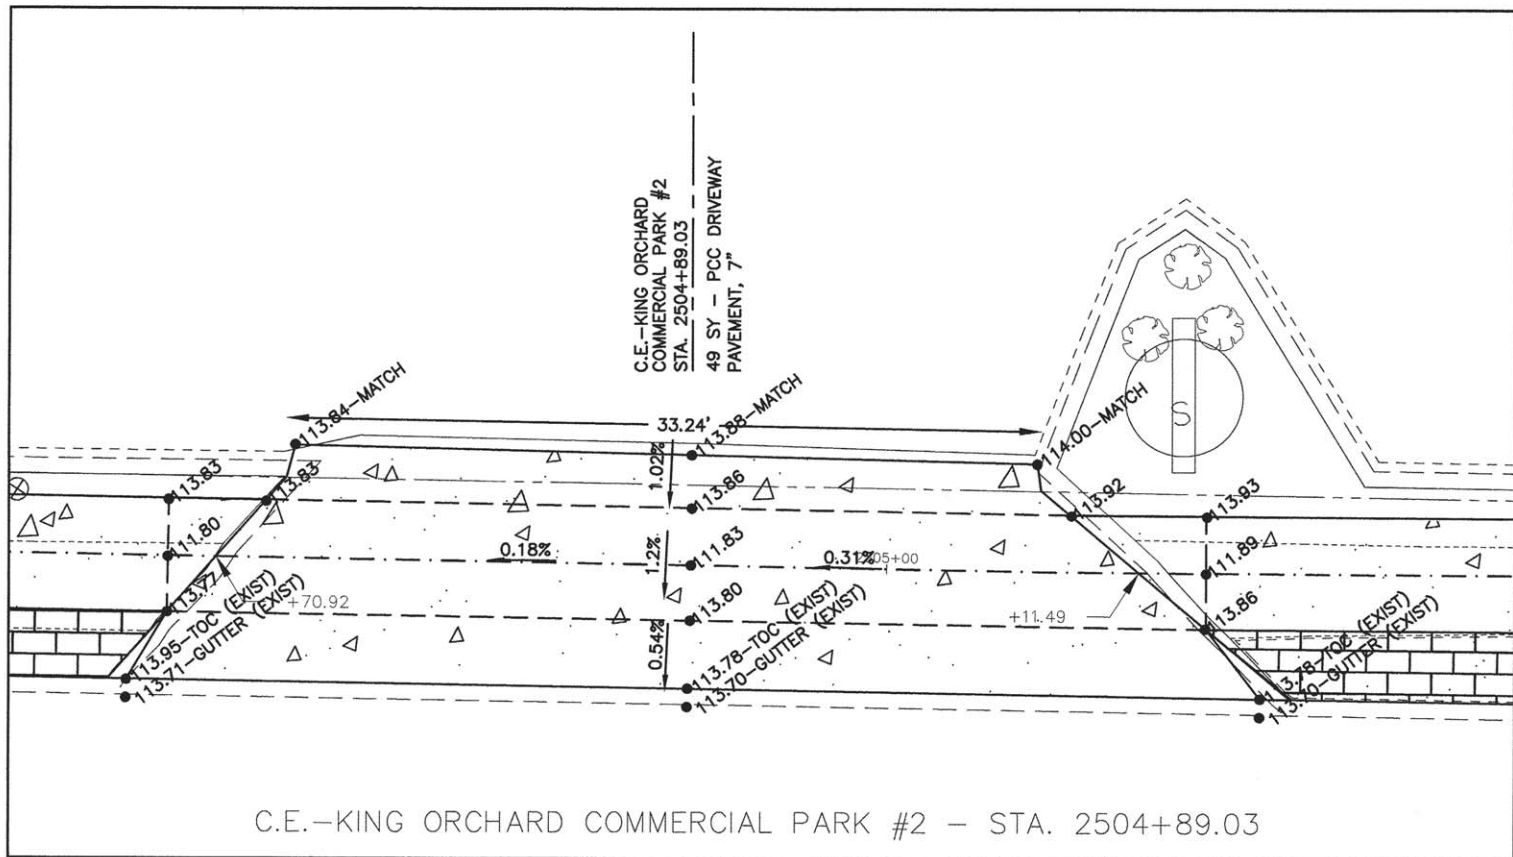 C.E.-KING ORCHARD
COMMERCIAL PARK #2
STA. 2504+89.03
49 SY - PCC DRIVEWAY
PAVEMENT, 7"
33.24'
113.84-MATCH
113.88-MATCH
114.00-MATCH
S
1.02%
113.83
113.83
113.86
113.92
113.93
111.80
0.18%
1.2%
111.83
0.31%
111.89
113.77
+70.92
113.80
+11.49
113.86
0.54%
113.95-TOC (EXIST)
113.71-GUTTER (EXIST)
113.78-TOC (EXIST)
113.70-GUTTER (EXIST)
113.78-TOC (EXIST)
113.70-GUTTER (EXIST)
C.E.-KING ORCHARD COMMERCIAL PARK #2 - STA. 2504+89.03